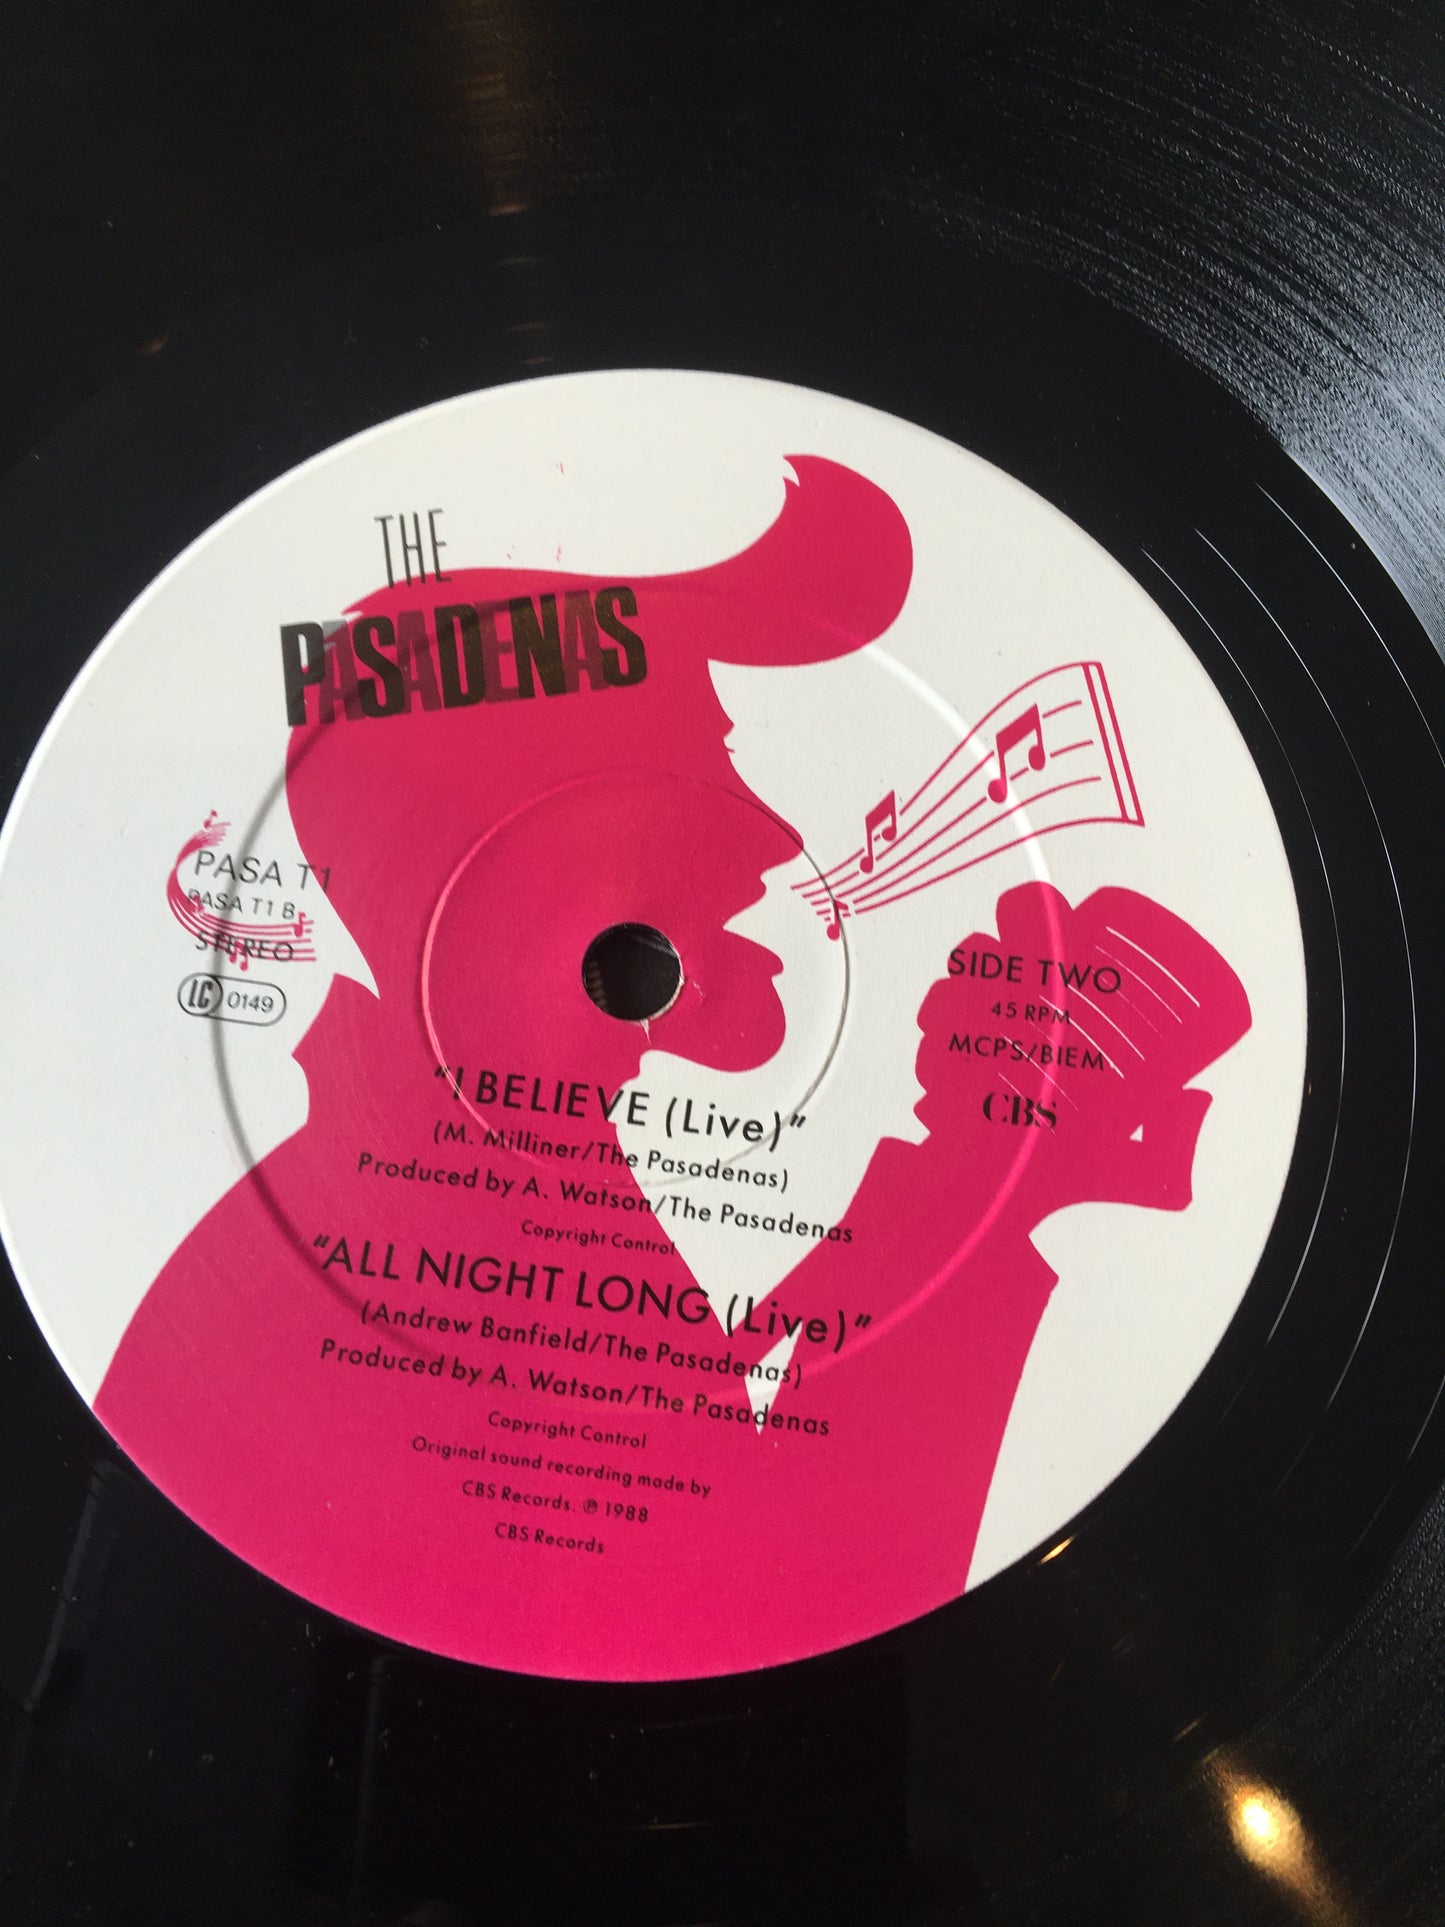 THE
PASADENAS
PASA T1
PASA T1 B
STEREO
LC 0149
SIDE TWO
45 RPM
MCPS/BIEM
CBS
"I BELIEVE (Live)"
(M. Milliner/The Pasadenas)
Produced by A. Watson/The Pasadenas
Copyright Control
"ALL NIGHT LONG (Live)"
(Andrew Banfield/The Pasadenas)
Produced by A. Watson/The Pasadenas
Copyright Control
Original sound recording made by
CBS Records. ℗ 1988
CBS Records